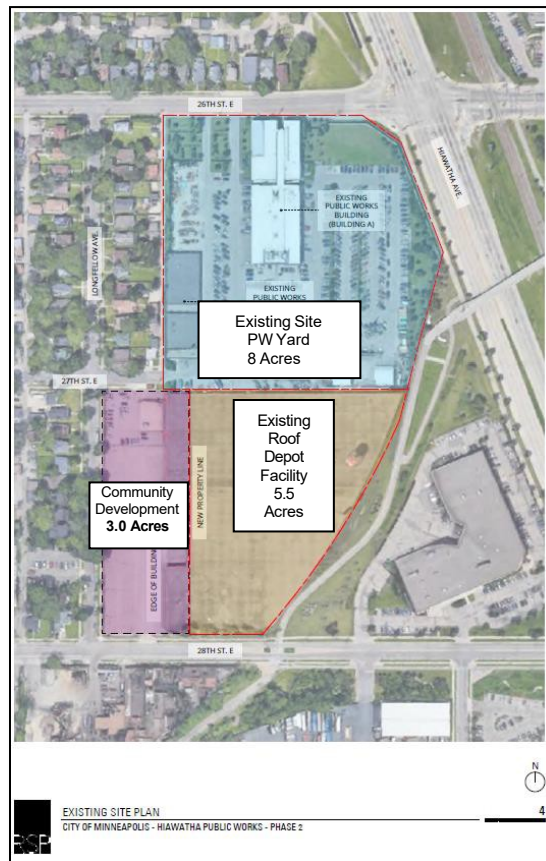 26TH ST. E
HIAWATHA AVE.
EXISTING
PUBLIC WORKS
BUILDING
(BUILDING A)
LONGFELLOW AVE.
EXISTING
PUBLIC WORKS
Existing Site
PW Yard
8 Acres
27TH ST. E
Existing
Roof
Depot
Facility
5.5
Acres
Community
Development
3.0 Acres
NEW PROPERTY LINE
EDGE OF BUILDING
28TH ST. E
N
EXISTING SITE PLAN
4
CITY OF MINNEAPOLIS - HIAWATHA PUBLIC WORKS - PHASE 2
RSP